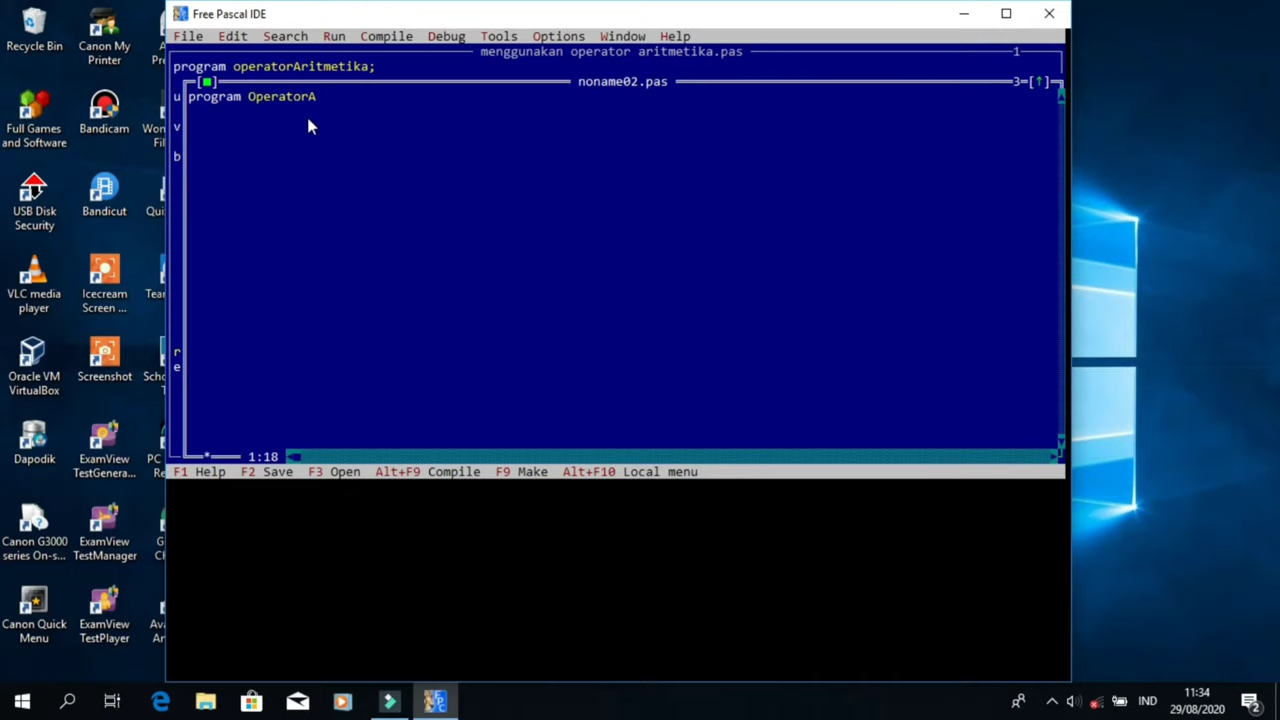 Free Pascal IDE
File Edit Search Run Compile Debug Tools Options Window Help
menggunakan operator aritmetika.pas 1
program operatorAritmetika;
noname02.pas 3=[↑]
u program OperatorA
v
b
r
e
* 1:18
F1 Help F2 Save F3 Open Alt+F9 Compile F9 Make Alt+F10 Local menu
Recycle Bin
Canon My
Printer
Full Games
and Software
Bandicam
USB Disk
Security
Bandicut
VLC media
player
Icecream
Screen ...
Oracle VM
VirtualBox
Screenshot
Dapodik
ExamView
TestGenera...
Canon G3000
series On-s...
ExamView
TestManager
Canon Quick
Menu
ExamView
TestPlayer
IND
11:34
29/08/2020
2